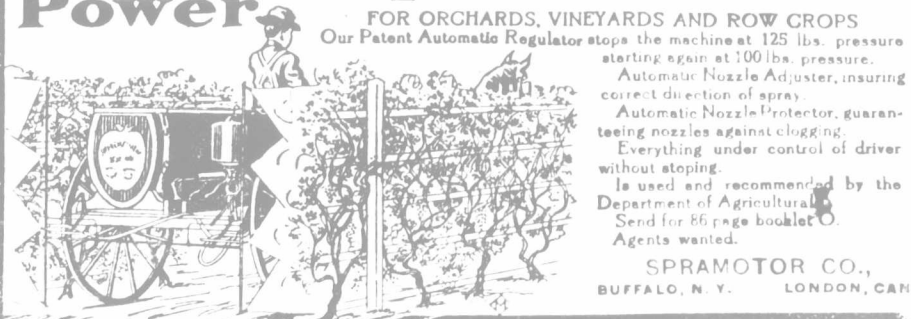 Power
FOR ORCHARDS, VINEYARDS AND ROW CROPS
Our Patent Automatic Regulator stops the machine at 125 lbs. pressure
starting again at 100 lbs. pressure.
Automatic Nozzle Adjuster, insuring
correct direction of spray.
Automatic Nozzle Protector, guaran-
teeing nozzles against clogging.
Everything under control of driver
without stoping.
Is used and recommended by the
Department of Agricultural
Send for 86 page booklet O.
Agents wanted.
SPRAMOTOR CO.,
BUFFALO, N. Y. LONDON, CAN